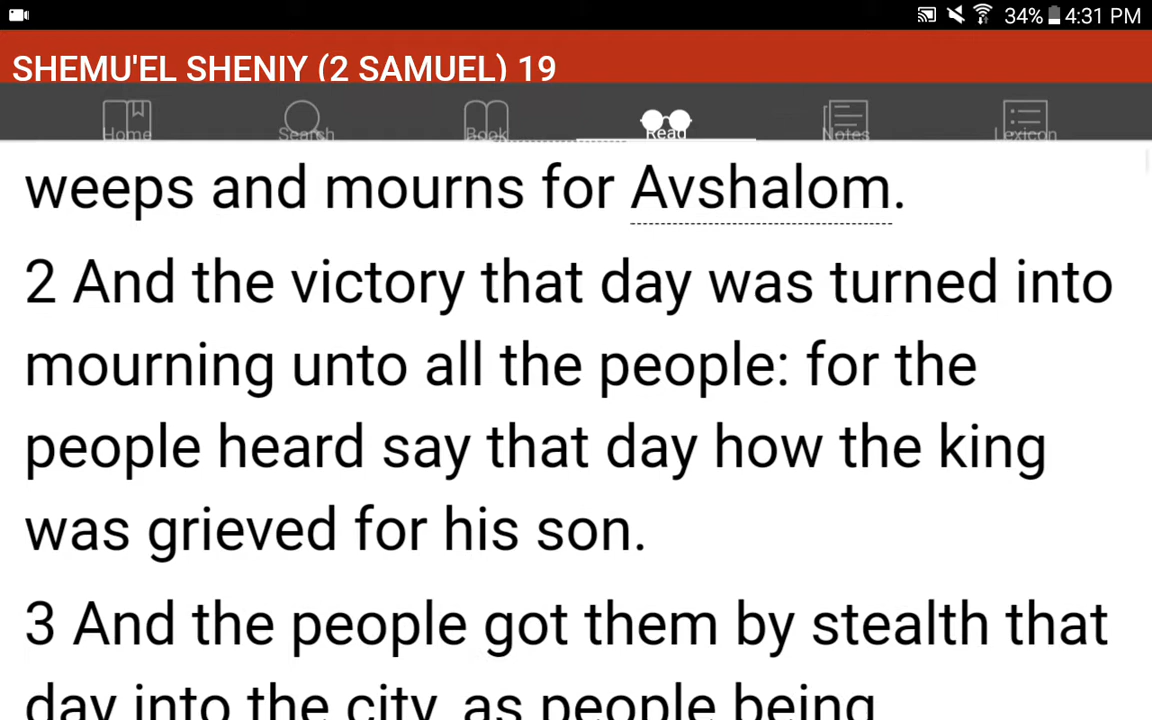 34% 4:31 PM
SHEMU'EL SHENIY (2 SAMUEL) 19
Home Search Book Read Notes Lexicon
weeps and mourns for Avshalom.
2 And the victory that day was turned into
mourning unto all the people: for the
people heard say that day how the king
was grieved for his son.
3 And the people got them by stealth that
day into the city, as people being